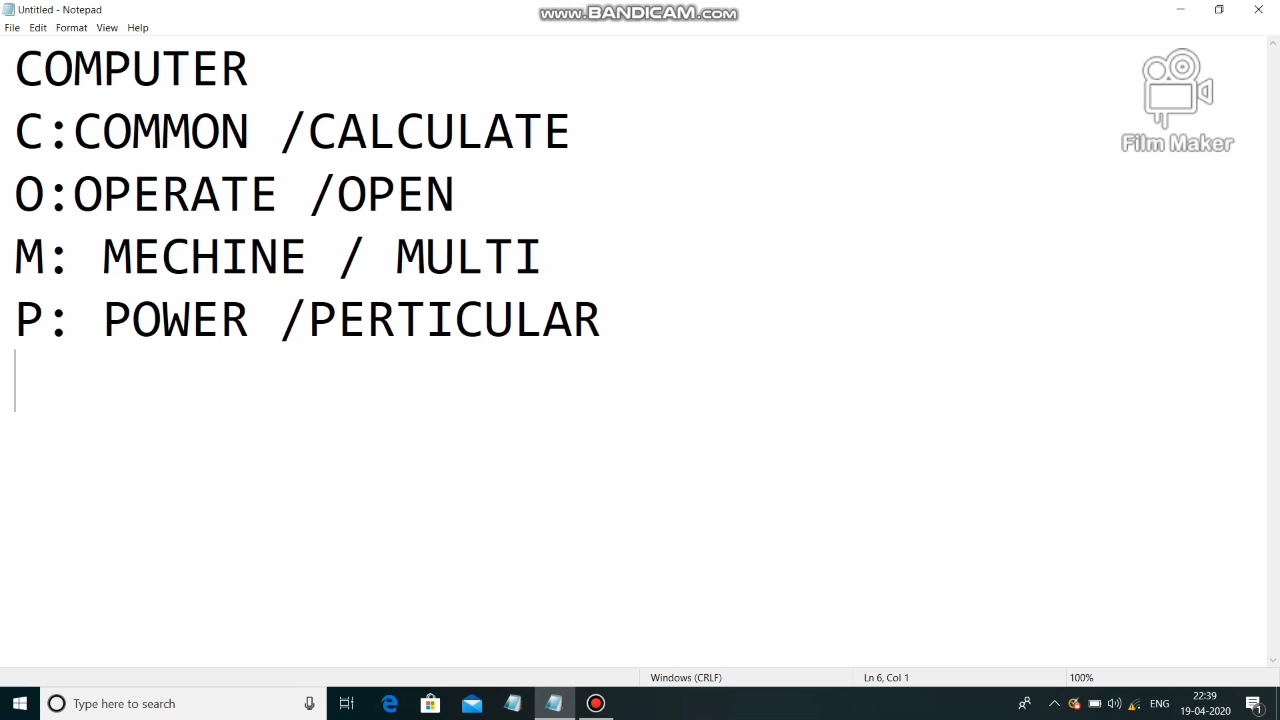 Untitled - Notepad
www.BANDICAM.com
File Edit Format View Help
COMPUTER
C:COMMON /CALCULATE
O:OPERATE /OPEN
M: MECHINE / MULTI
P: POWER /PERTICULAR
Film Maker
Windows (CRLF) Ln 6, Col 1 100%
Type here to search
ENG
22:39
19-04-2020
1